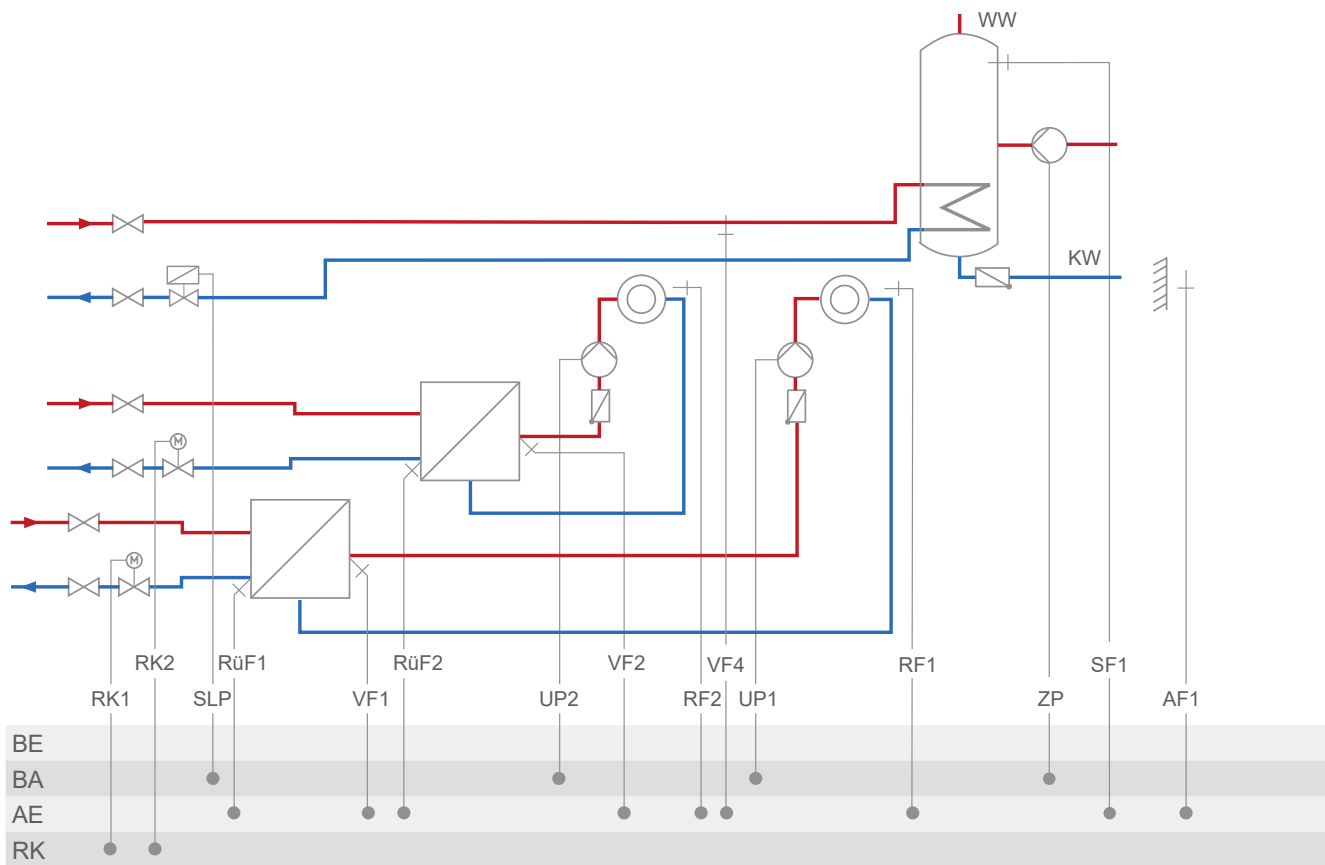 WW
KW
M
M
RK2 RüF1 RüF2 VF2 VF4 RF1 SF1
RK1 SLP VF1 UP2 RF2 UP1 ZP AF1
BE
BA
AE
RK